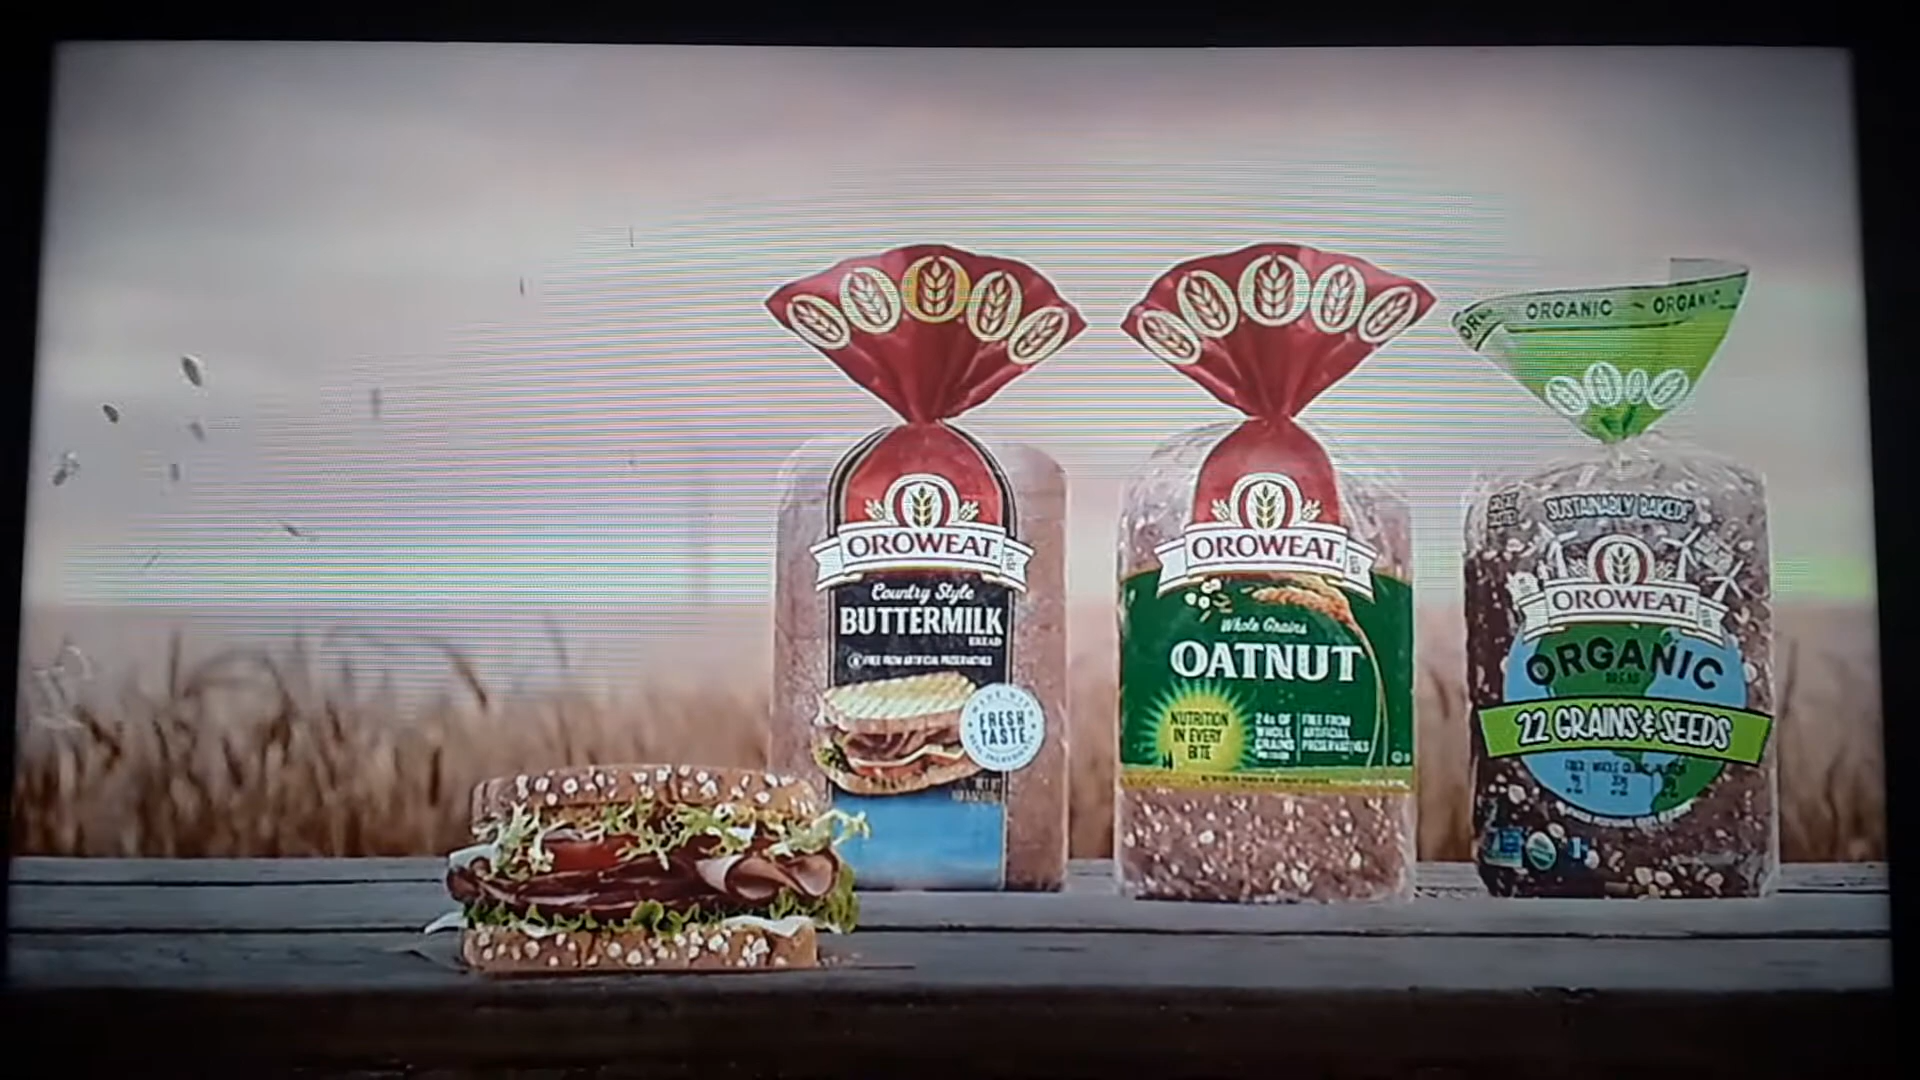 OROWEAT
Country Style
BUTTERMILK
BREAD
FREE FROM ARTIFICIAL PRESERVATIVES
FRESH
TASTE
OROWEAT
Whole Grains
OATNUT
NUTRITION
IN EVERY
BITE
24g OF
WHOLE
GRAINS
FREE FROM
ARTIFICIAL
PRESERVATIVES
ORGANIC ORGANIC
SUSTAINABLY BAKED
OROWEAT
ORGANIC
BREAD
22 GRAINS & SEEDS